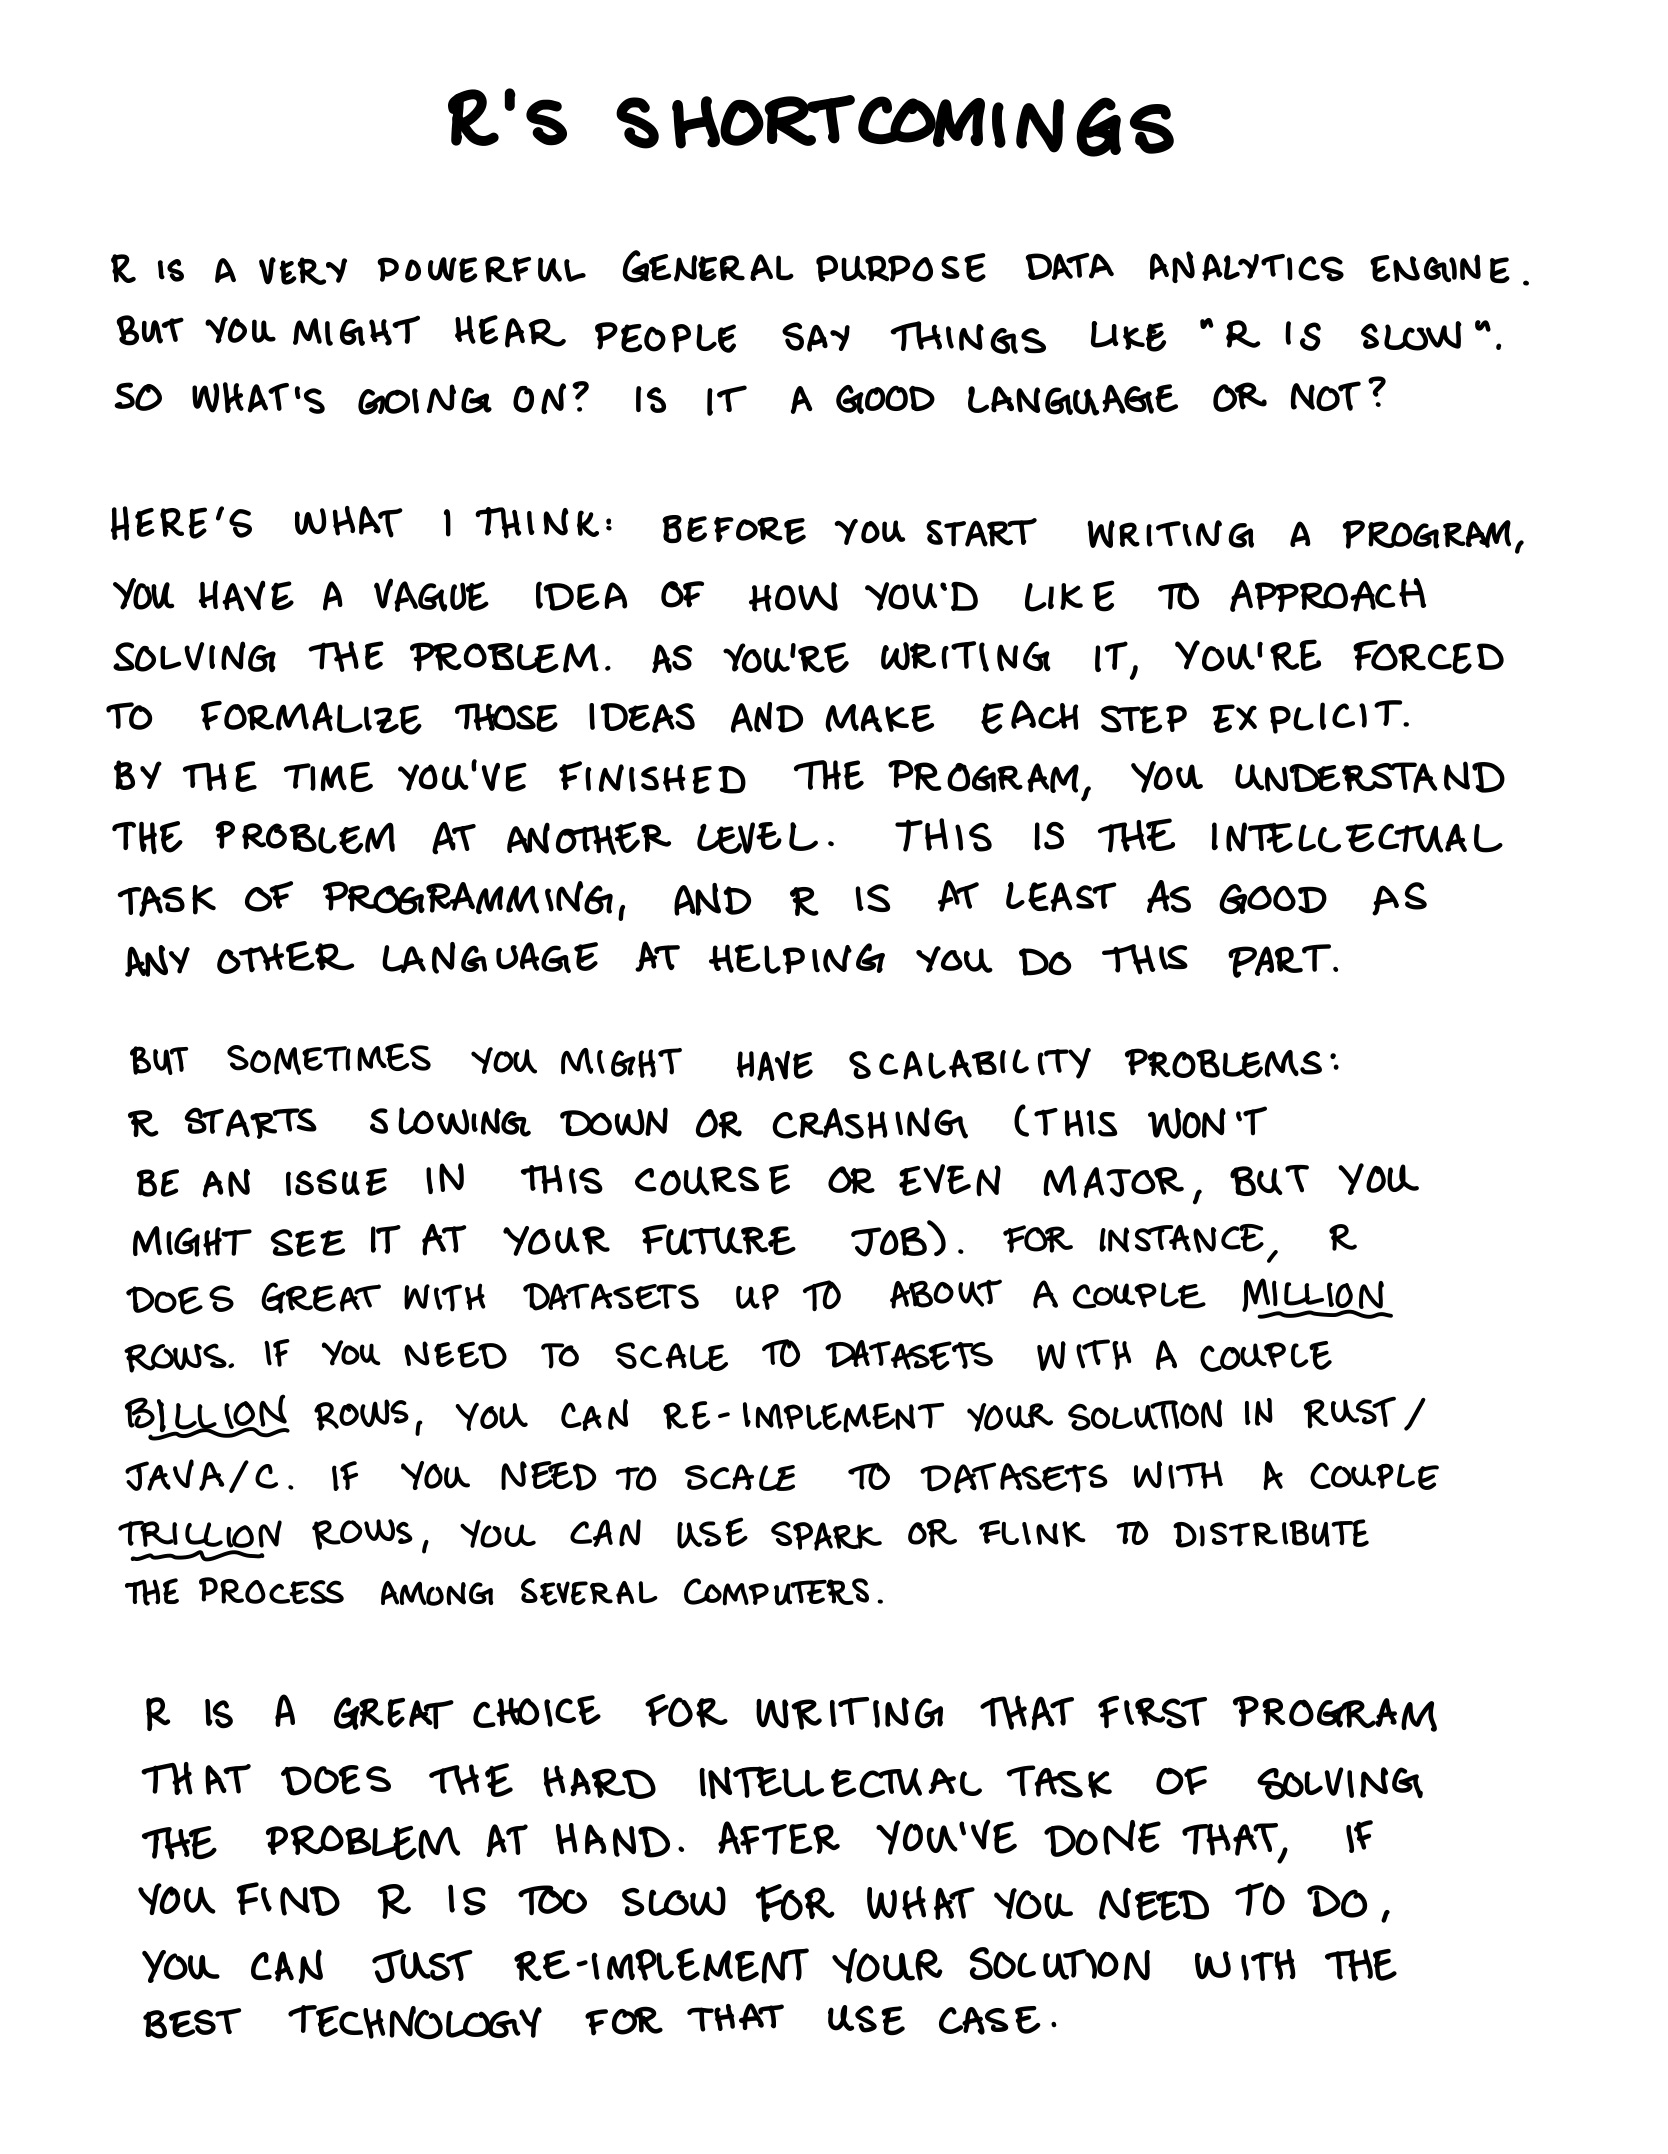 R'S SHORTCOMINGS
R IS A VERY POWERFUL GENERAL PURPOSE DATA ANALYTICS ENGINE.
BUT YOU MIGHT HEAR PEOPLE SAY THINGS LIKE "R IS SLOW".
SO WHAT'S GOING ON? IS IT A GOOD LANGUAGE OR NOT?
HERE'S WHAT I THINK: BEFORE YOU START WRITING A PROGRAM,
YOU HAVE A VAGUE IDEA OF HOW YOU'D LIKE TO APPROACH
SOLVING THE PROBLEM. AS YOU'RE WRITING IT, YOU'RE FORCED
TO FORMALIZE THOSE IDEAS AND MAKE EACH STEP EXPLICIT.
BY THE TIME YOU'VE FINISHED THE PROGRAM, YOU UNDERSTAND
THE PROBLEM AT ANOTHER LEVEL. THIS IS THE INTELLECTUAL
TASK OF PROGRAMMING, AND R IS AT LEAST AS GOOD AS
ANY OTHER LANGUAGE AT HELPING YOU DO THIS PART.
BUT SOMETIMES YOU MIGHT HAVE SCALABILITY PROBLEMS:
R STARTS SLOWING DOWN OR CRASHING (THIS WON'T
BE AN ISSUE IN THIS COURSE OR EVEN MAJOR, BUT YOU
MIGHT SEE IT AT YOUR FUTURE JOB). FOR INSTANCE, R
DOES GREAT WITH DATASETS UP TO ABOUT A COUPLE MILLION
ROWS. IF YOU NEED TO SCALE TO DATASETS WITH A COUPLE
BILLION ROWS, YOU CAN RE-IMPLEMENT YOUR SOLUTION IN RUST/
JAVA/C. IF YOU NEED TO SCALE TO DATASETS WITH A COUPLE
TRILLION ROWS, YOU CAN USE SPARK OR FLINK TO DISTRIBUTE
THE PROCESS AMONG SEVERAL COMPUTERS.
R IS A GREAT CHOICE FOR WRITING THAT FIRST PROGRAM
THAT DOES THE HARD INTELLECTUAL TASK OF SOLVING
THE PROBLEM AT HAND. AFTER YOU'VE DONE THAT, IF
YOU FIND R IS TOO SLOW FOR WHAT YOU NEED TO DO,
YOU CAN JUST RE-IMPLEMENT YOUR SOLUTION WITH THE
BEST TECHNOLOGY FOR THAT USE CASE.